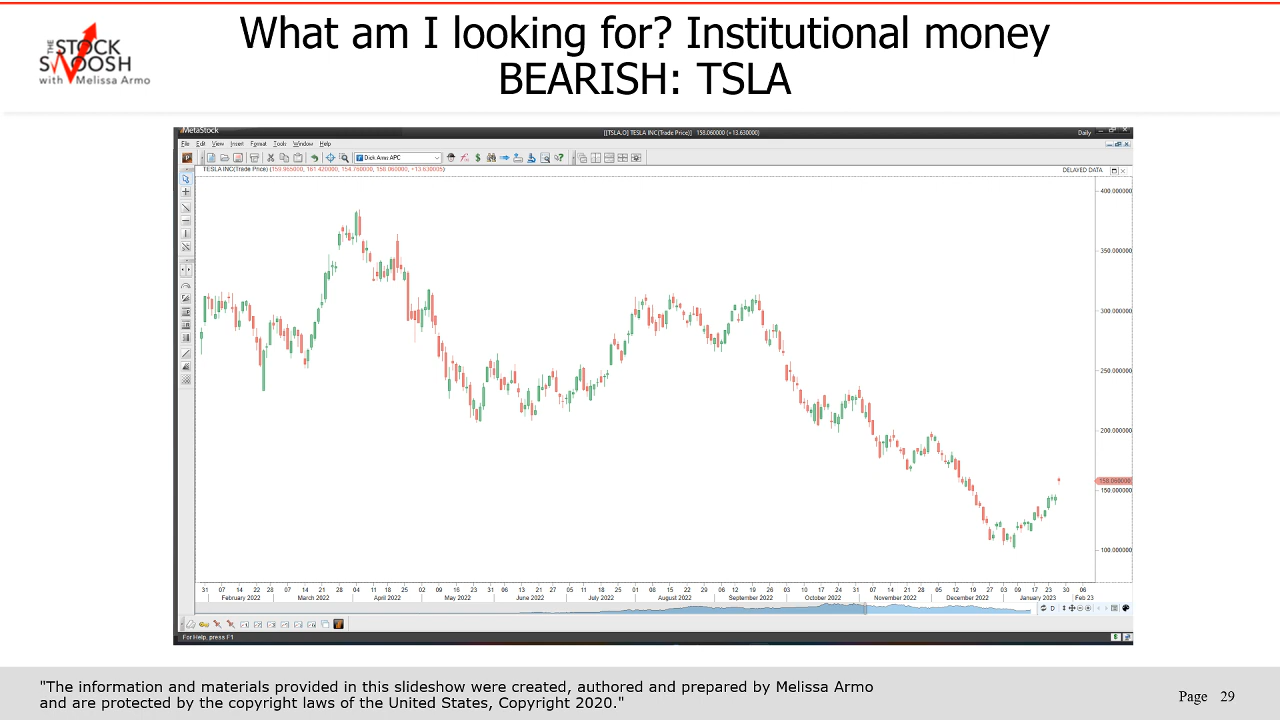 What am I looking for? Institutional money
BEARISH: TSLA
THE
STOCK
SWOOSH
with Melissa Armo
MetaStock
[[TSLA.O] TESLA INC(Trade Price)] 158.060000 (+13.630000)
Daily
File Edit View Insert Format Tools Window Help
Dick Arms APC
TESLA INC(Trade Price) (159.965000, 161.420000, 154.760000, 158.060000, +13.630005)
DELAYED DATA
400.000000
350.000000
300.000000
250.000000
200.000000
158.060000
150.000000
100.000000
31 07 14 22 28 07 14 21 28 04 11 18 25 02 09 16 23 31 06 13 21 27 05 11 18 25 01 08 15 22 29 06 12 19 26 03 10 17 24 31 07 14 21 28 05 12 19 27 03 09 17 23 30 06
February 2022 March 2022 April 2022 May 2022 June 2022 July 2022 August 2022 September 2022 October 2022 November 2022 December 2022 January 2023 Feb 23
D
For Help, press F1
"The information and materials provided in this slideshow were created, authored and prepared by Melissa Armo
and are protected by the copyright laws of the United States, Copyright 2020."
Page 29